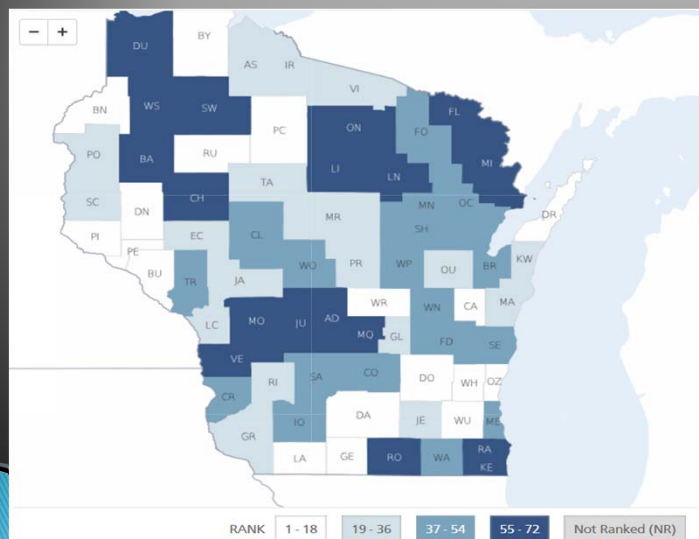 − +
DU BY
AS IR
VI
BN WS SW
ON FL
PC FO
PO BA RU LI LN MI
SC CH TA
DN MR MN OC
PI EC CL SH DR
PE
BU TR WO PR WP OU BR KW
JA
LC MO JU AD WR WN CA MA
MQ GL
VE FD SE
CR RI SA CO DO WH OZ
IO DA JE WU ME
GR
LA GE RO WA RA
KE
RANK 1 - 18 19 - 36 37 - 54 55 - 72 Not Ranked (NR)